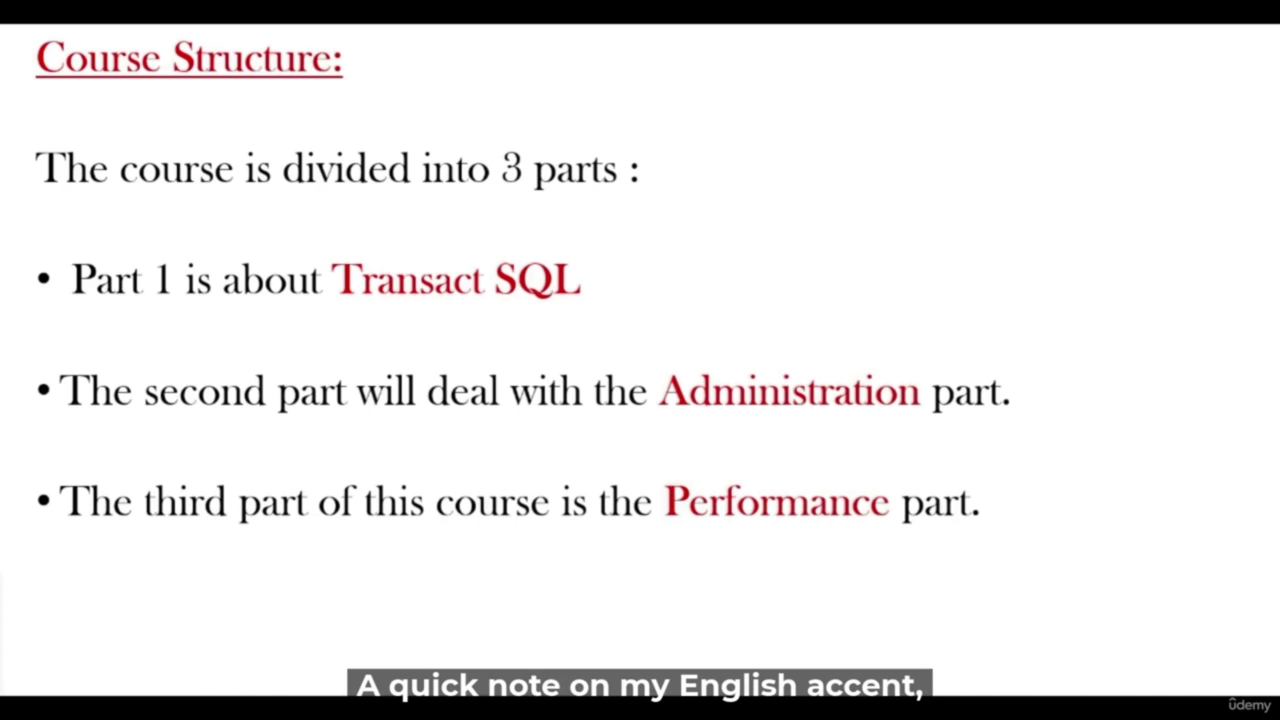 Course Structure:
The course is divided into 3 parts :
• Part 1 is about Transact SQL
• The second part will deal with the Administration part.
• The third part of this course is the Performance part.
A quick note on my English accent,
ûdemy